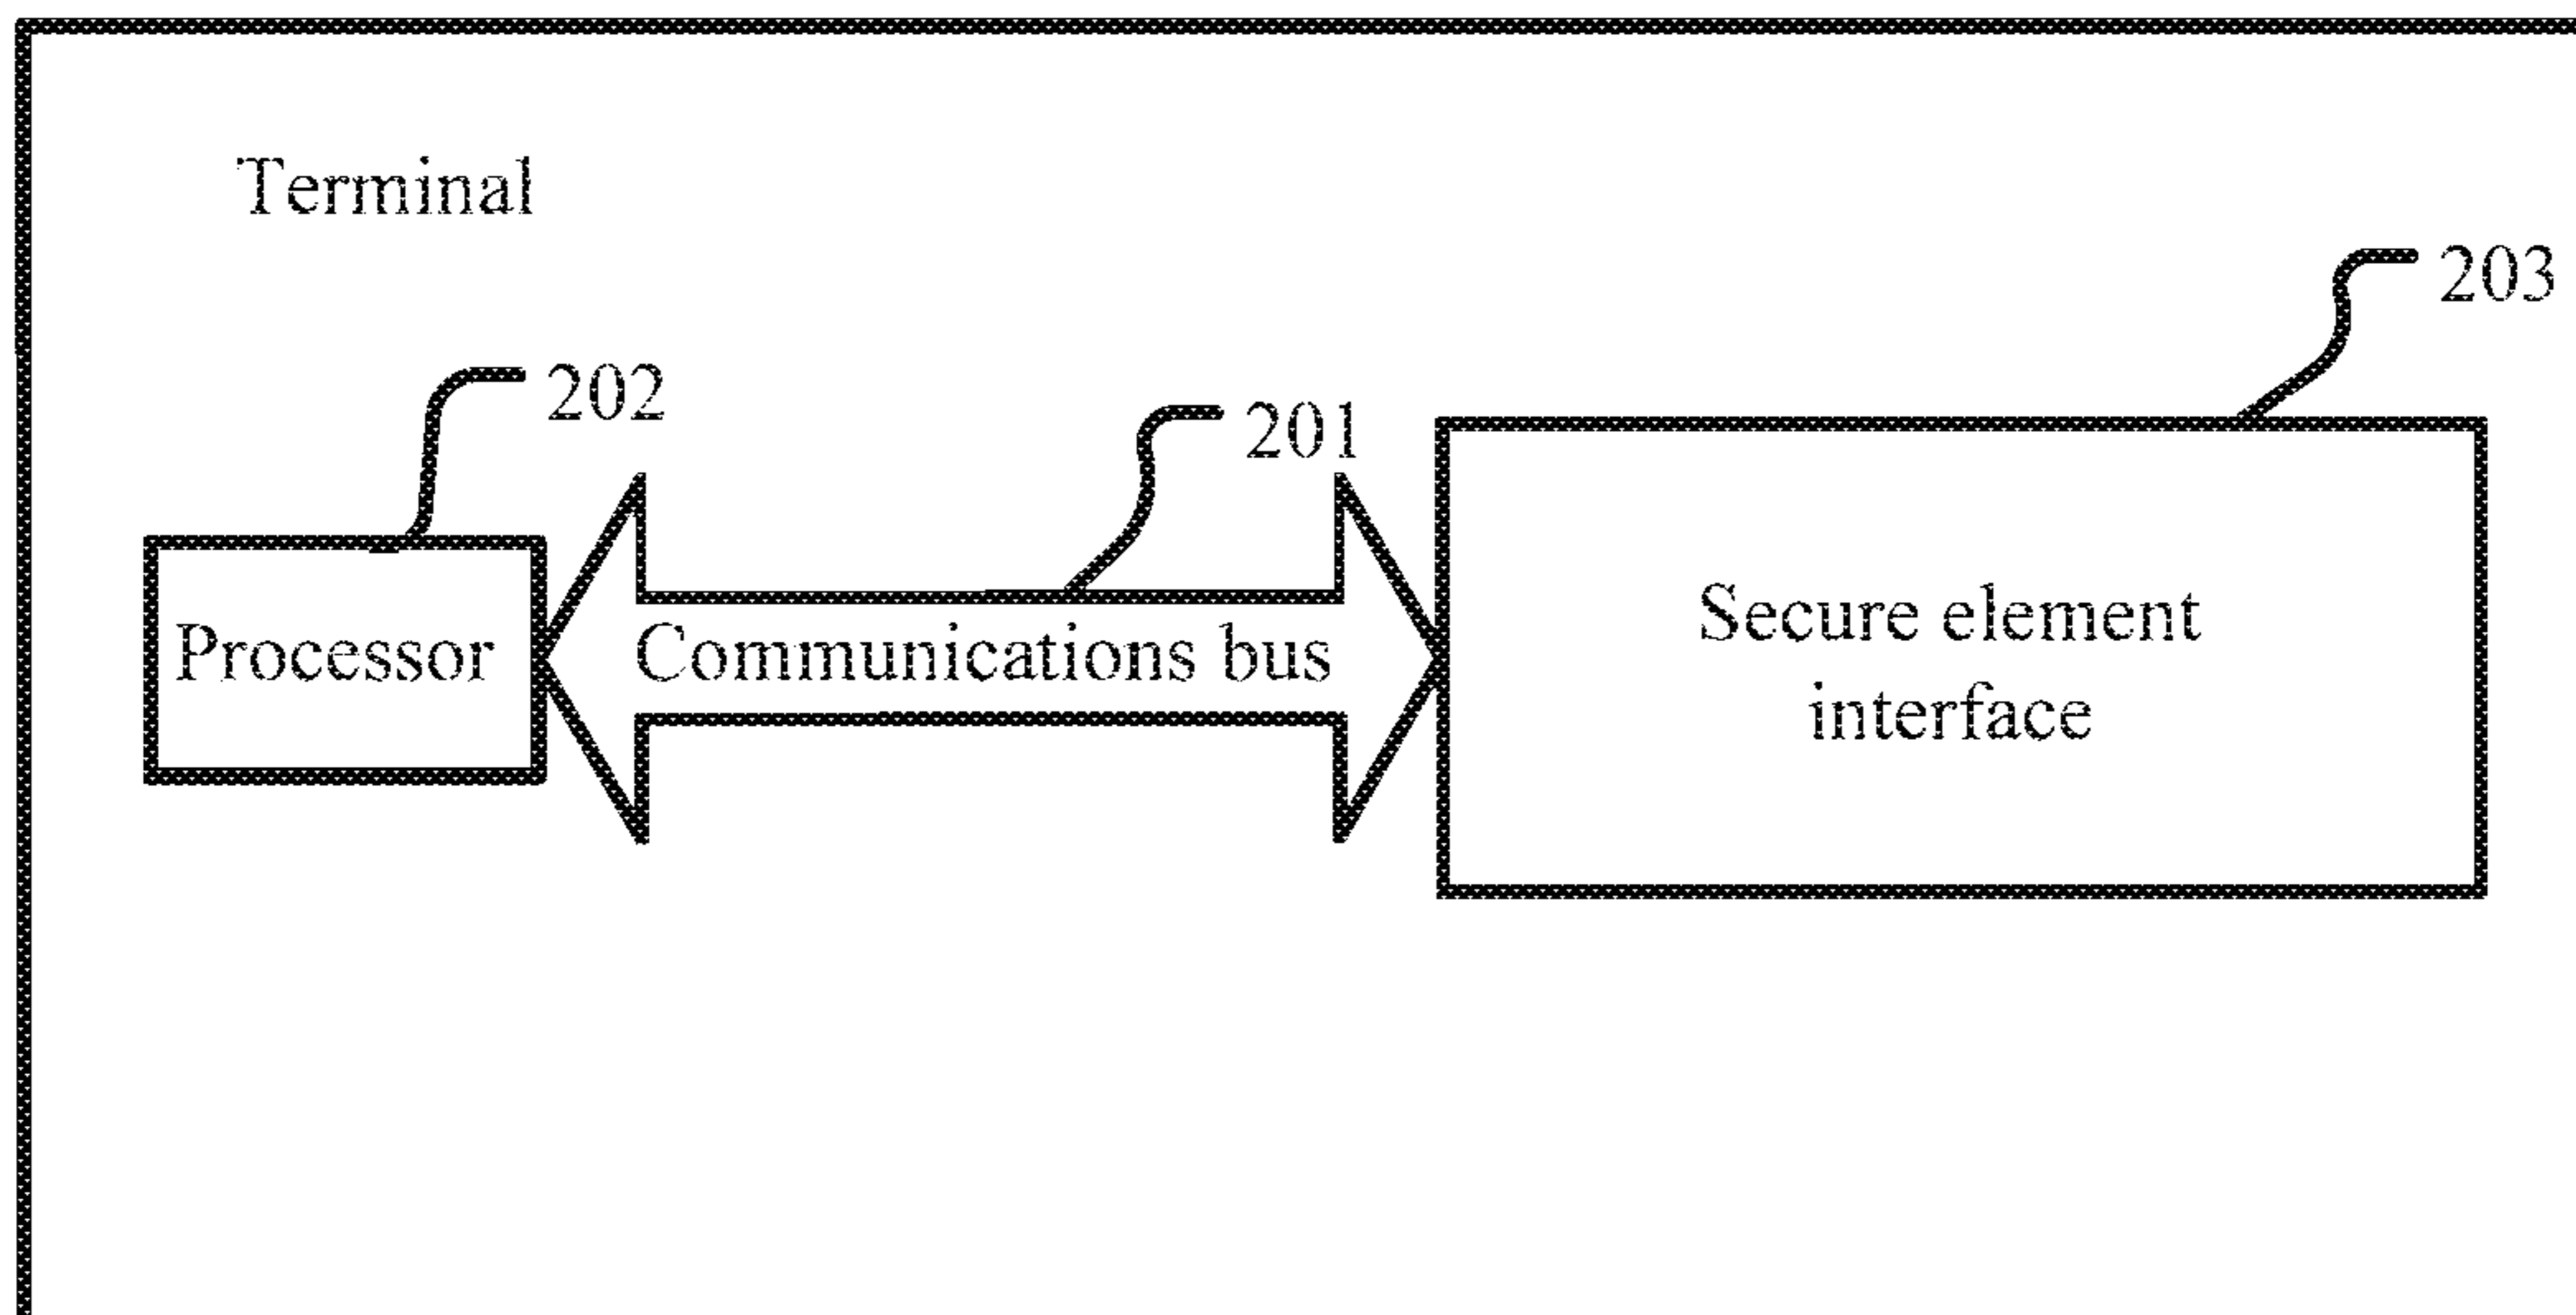 Terminal
203
202
201
Processor
Communications bus
Secure element
interface